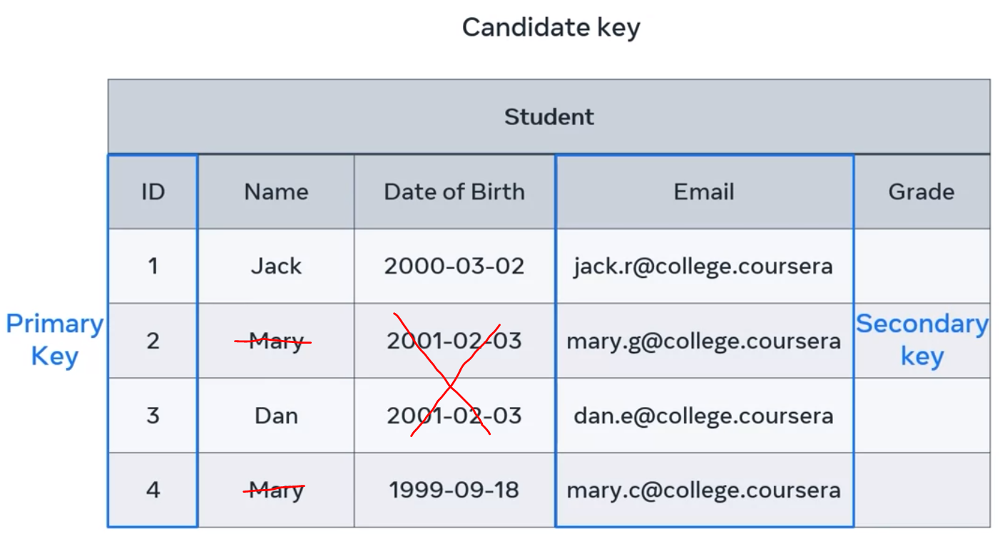 Candidate key
Student
ID Name Date of Birth Email Grade
1 Jack 2000-03-02 jack.r@college.coursera
Primary Key
2 Mary 2001-02-03 mary.g@college.coursera
Secondary key
3 Dan 2001-02-03 dan.e@college.coursera
4 Mary 1999-09-18 mary.c@college.coursera